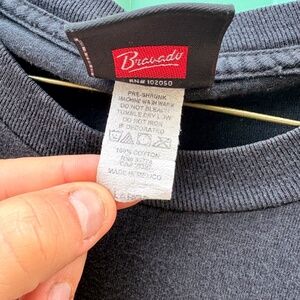 Bravado
RN# 102050
PRE-SHRUNK
MACHINE WASH WARM
DO NOT BLEACH
TUMBLE DRY LOW
DO NOT IRON
IF DECORATED
100% COTTON
MADE IN MEXICO